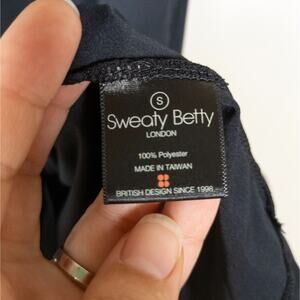 S
Sweaty Betty
LONDON
100% Polyester
MADE IN TAIWAN
BRITISH DESIGN SINCE 1998